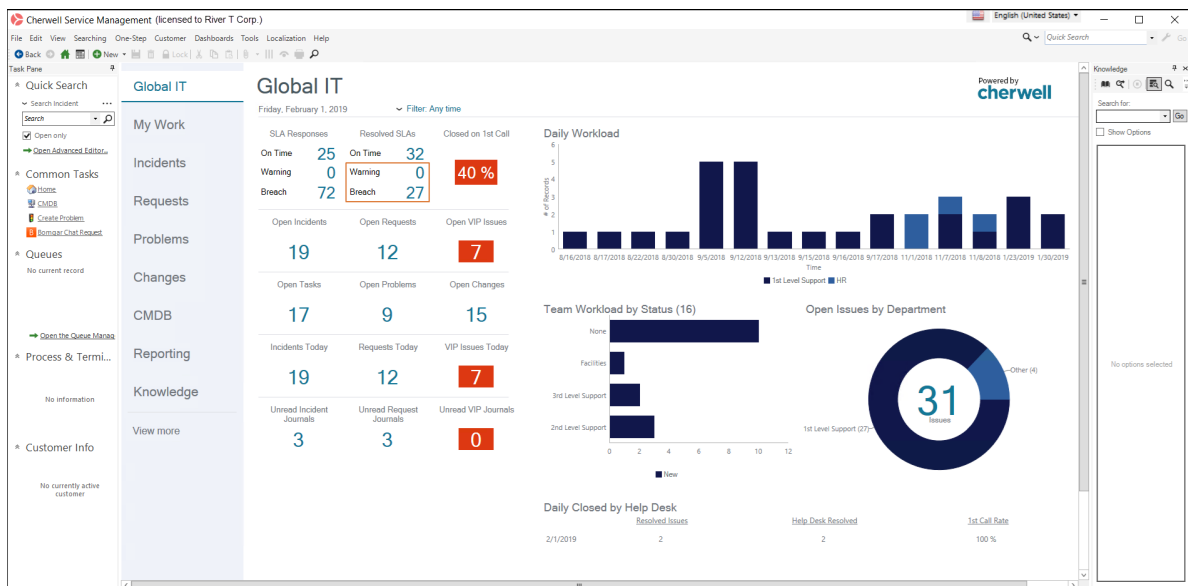 Cherwell Service Management (licensed to River T Corp.)
English (United States)
File Edit View Searching One-Step Customer Dashboards Tools Localization Help
Quick Search
Go
Back New Lock
Task Pane
Quick Search
Search Incident
Search
Open only
Open Advanced Editor...
Common Tasks
Home
CMDB
Create Problem
Bomgar Chat Request
Queues
No current record
Open the Queue Manag
Process & Termi...
No information
Customer Info
No currently active
customer
Global IT
My Work
Incidents
Requests
Problems
Changes
CMDB
Reporting
Knowledge
View more
Global IT
Friday, February 1, 2019
Filter: Any time
Powered by
cherwell
SLA Responses Resolved SLAs Closed on 1st Call
On Time 25 On Time 32
Warning 0 Warning 0 40 %
Breach 72 Breach 27
Open Incidents Open Requests Open VIP Issues
19 12 7
Open Tasks Open Problems Open Changes
17 9 15
Incidents Today Requests Today VIP Issues Today
19 12 7
Unread Incident Unread Request Unread VIP Journals
Journals Journals
3 3 0
Daily Workload
# of Records
6
5
4
3
2
1
0
8/16/2018 8/17/2018 8/22/2018 8/30/2018 9/5/2018 9/12/2018 9/13/2018 9/15/2018 9/16/2018 9/17/2018 11/1/2018 11/7/2018 11/8/2018 1/23/2019 1/30/2019
Time
1st Level Support HR
Team Workload by Status (16)
None
Facilities
3rd Level Support
2nd Level Support
0 2 4 6 8 10 12
New
Open Issues by Department
Other (4)
31
Issues
1st Level Support (27)
Daily Closed by Help Desk
Resolved Issues Help Desk Resolved 1st Call Rate
2/1/2019 2 2 100 %
Knowledge
Search for:
Go
Show Options
No options selected